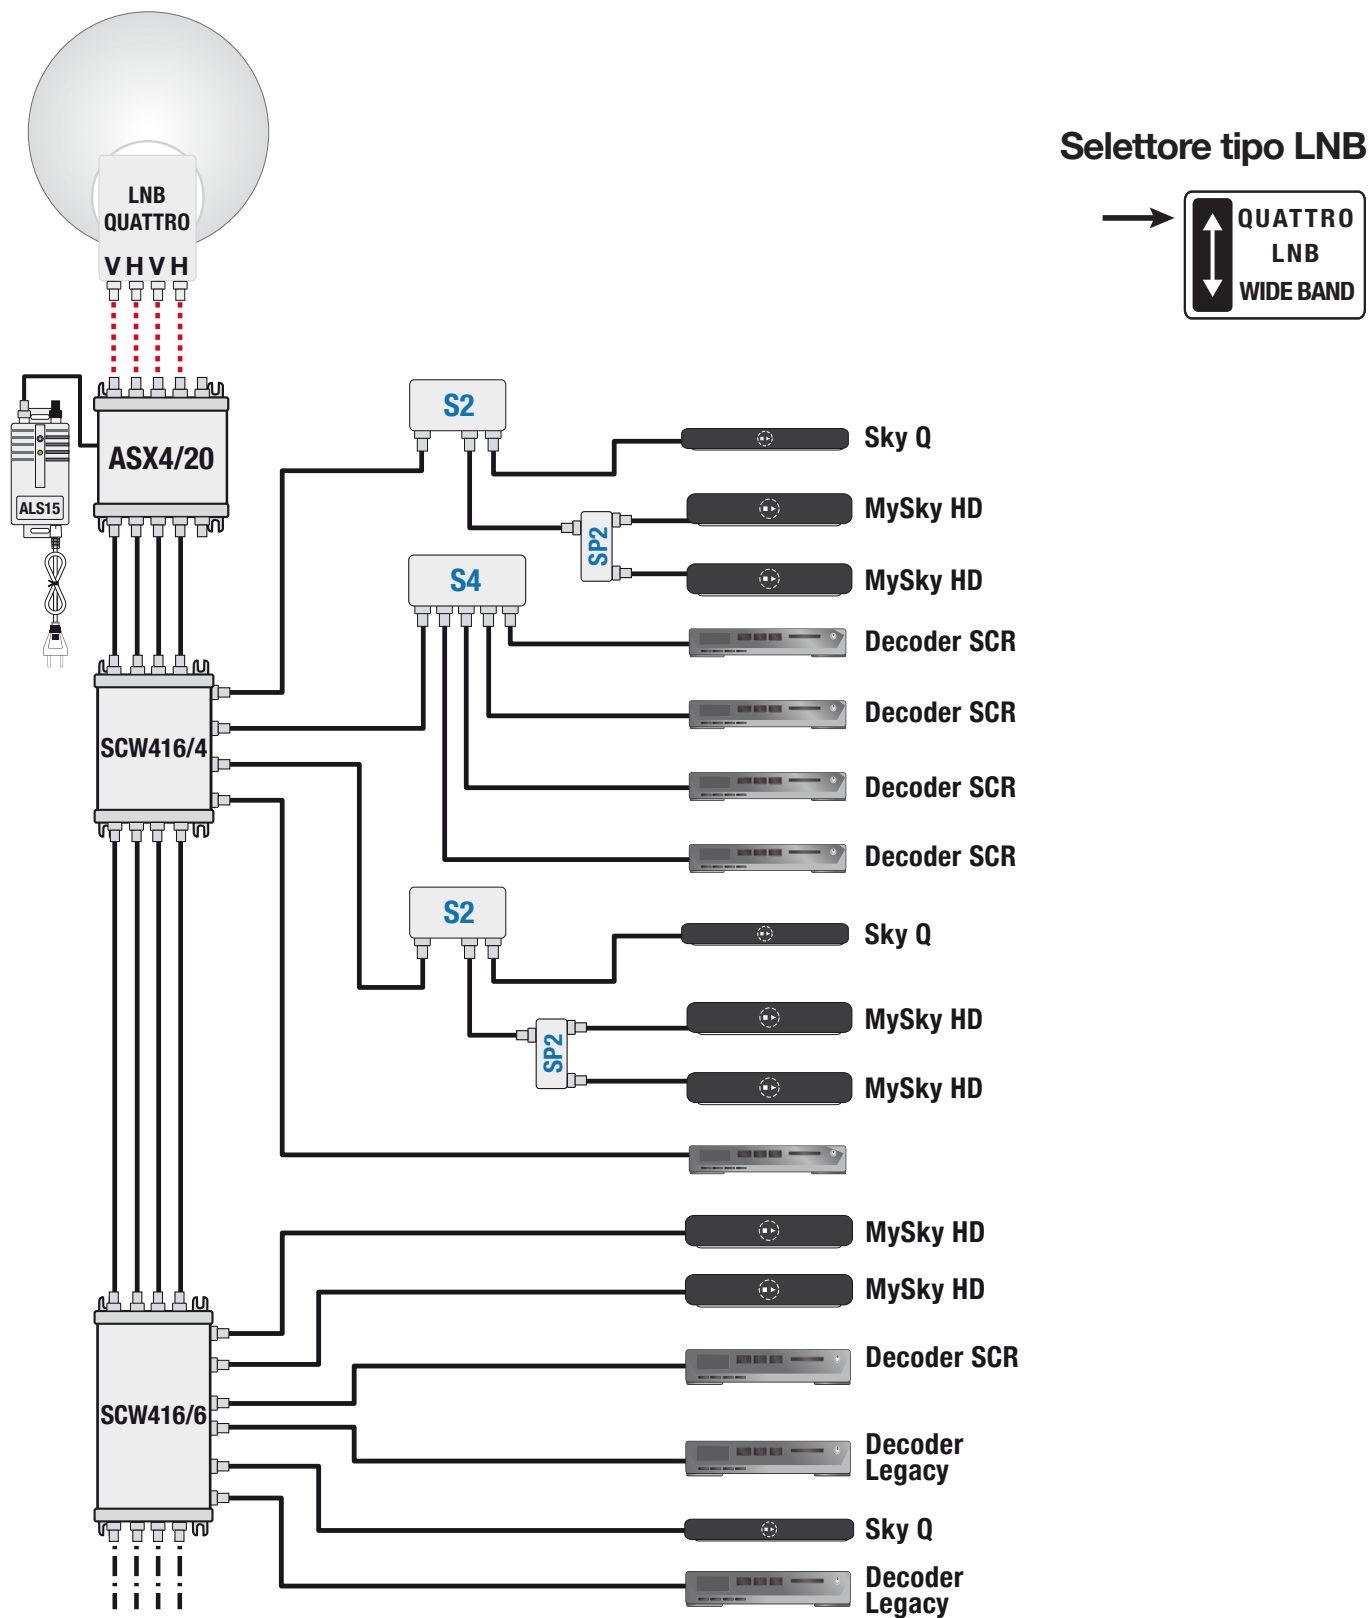 Selettore tipo LNB
QUATTRO
LNB
WIDE BAND
LNB
QUATTRO
V H V H
ASX4/20
ALS15
S2
Sky Q
MySky HD
SP2
MySky HD
S4
Decoder SCR
Decoder SCR
SCW416/4
Decoder SCR
Decoder SCR
S2
Sky Q
MySky HD
SP2
MySky HD
MySky HD
MySky HD
Decoder SCR
SCW416/6
Decoder
Legacy
Sky Q
Decoder
Legacy